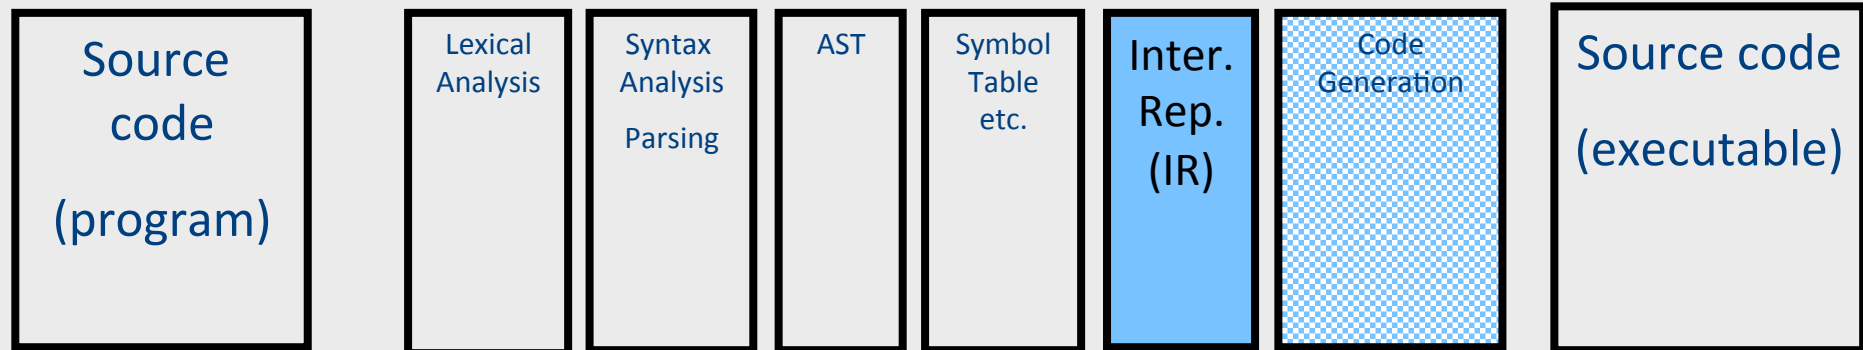 Source
code
(program)
Lexical
Analysis
Syntax
Analysis
Parsing
AST
Symbol
Table
etc.
Inter.
Rep.
(IR)
Code
Generation
Source code
(executable)